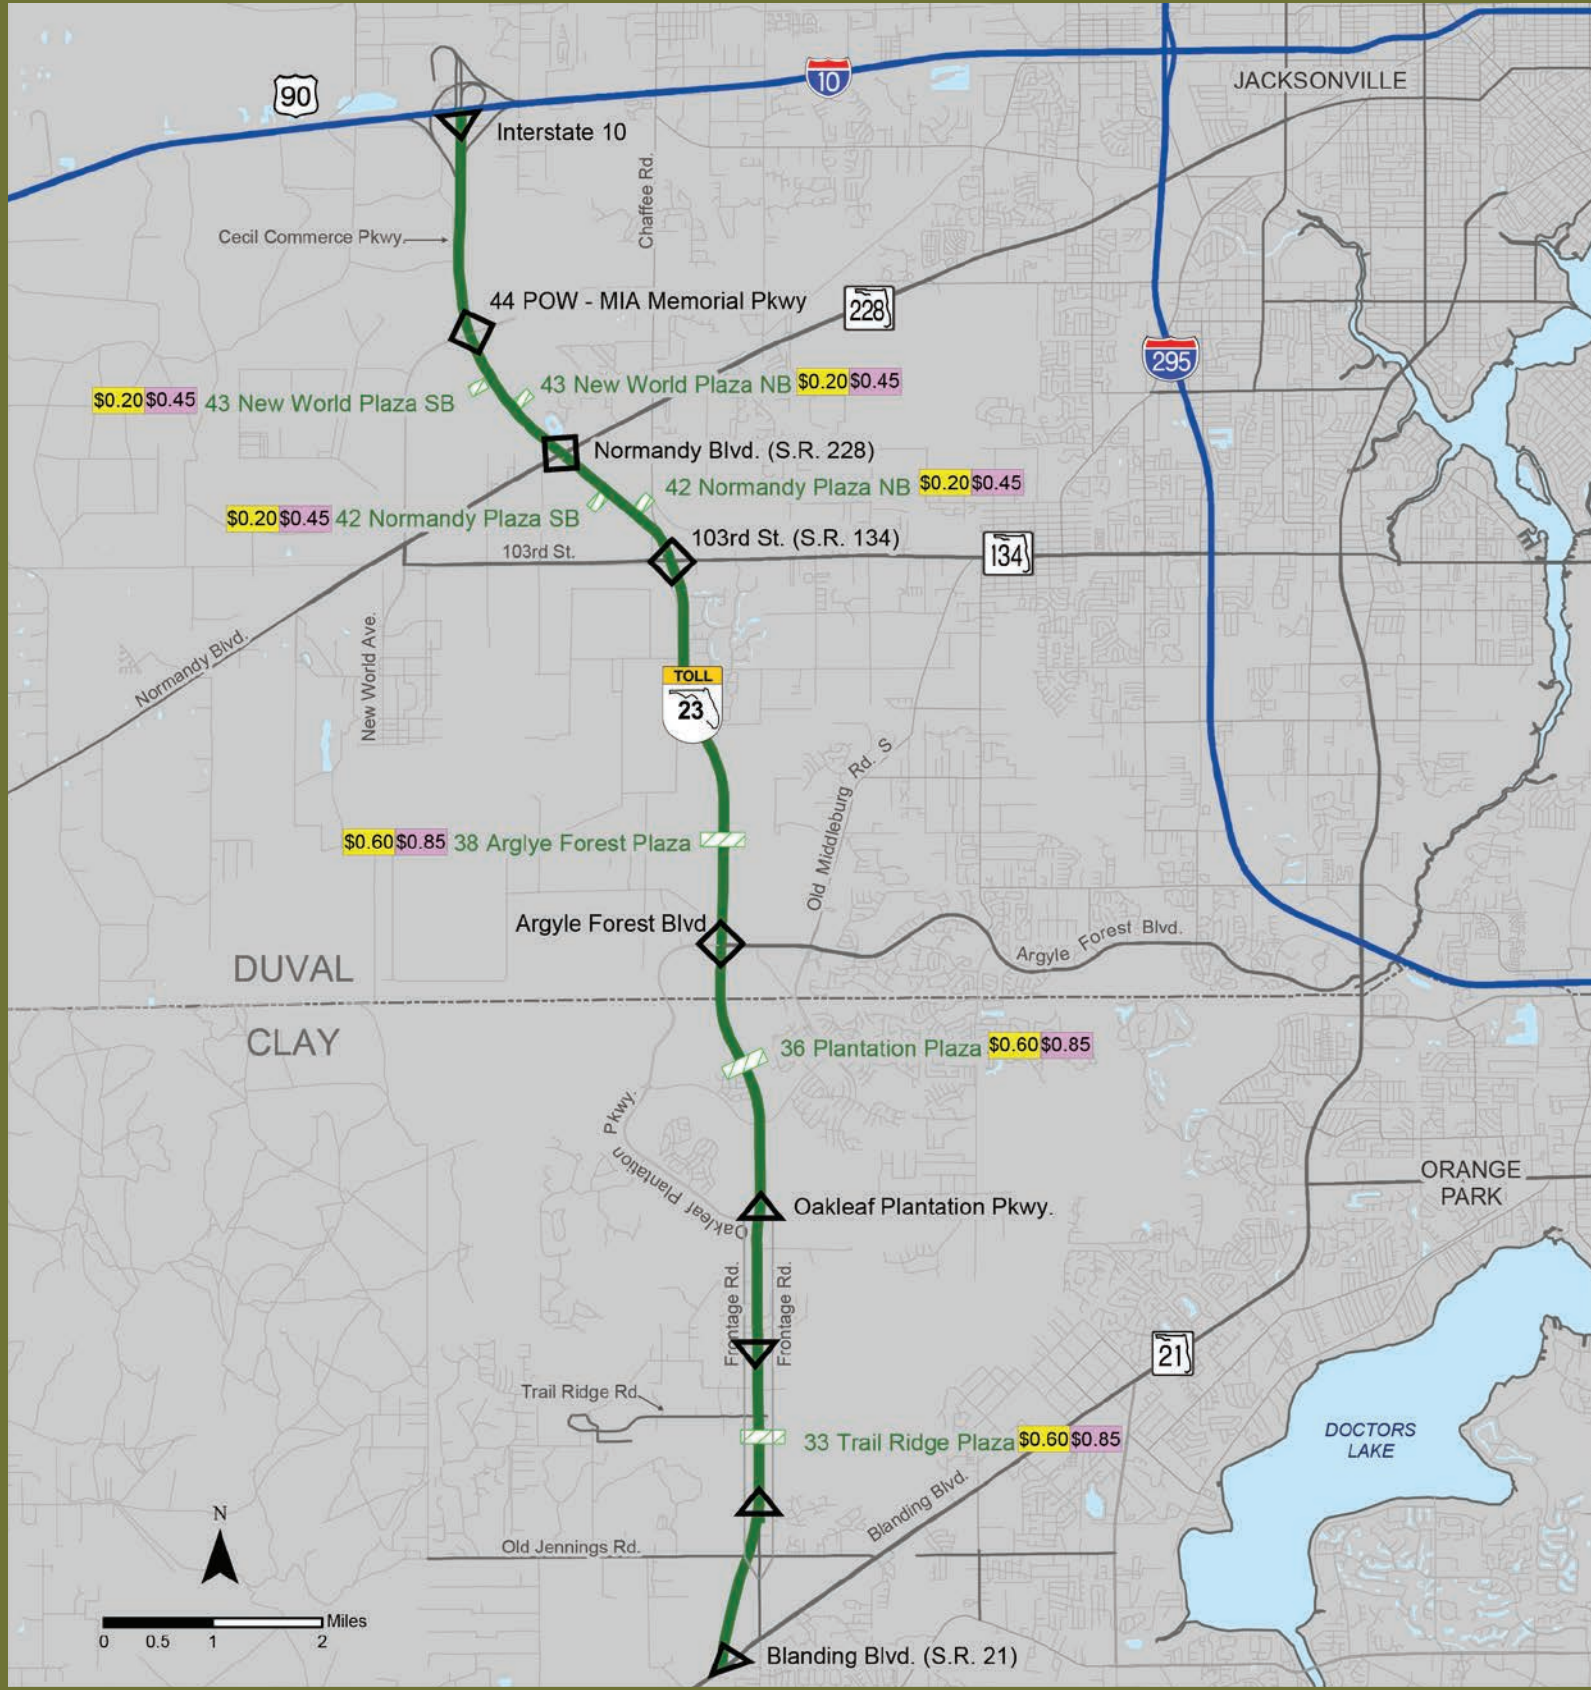 JACKSONVILLE
10
90
Interstate 10
Chaffee Rd.
Cecil Commerce Pkwy.
44 POW - MIA Memorial Pkwy
228
295
$0.20 $0.45 43 New World Plaza SB
43 New World Plaza NB $0.20 $0.45
Normandy Blvd. (S.R. 228)
42 Normandy Plaza NB $0.20 $0.45
$0.20 $0.45 42 Normandy Plaza SB
103rd St. (S.R. 134)
103rd St.
134
Normandy Blvd.
New World Ave.
TOLL
23
Old Middleburg Rd. S
$0.60 $0.85 38 Arglye Forest Plaza
Argyle Forest Blvd
Argyle Forest Blvd.
DUVAL
CLAY
36 Plantation Plaza $0.60 $0.85
Oakleaf Plantation Pkwy.
ORANGE
PARK
Oakleaf Plantation Pkwy.
Frontage Rd.
Frontage Rd.
21
Trail Ridge Rd.
33 Trail Ridge Plaza $0.60 $0.85
DOCTORS
LAKE
Blanding Blvd.
N
Old Jennings Rd.
Miles
0 0.5 1 2
Blanding Blvd. (S.R. 21)